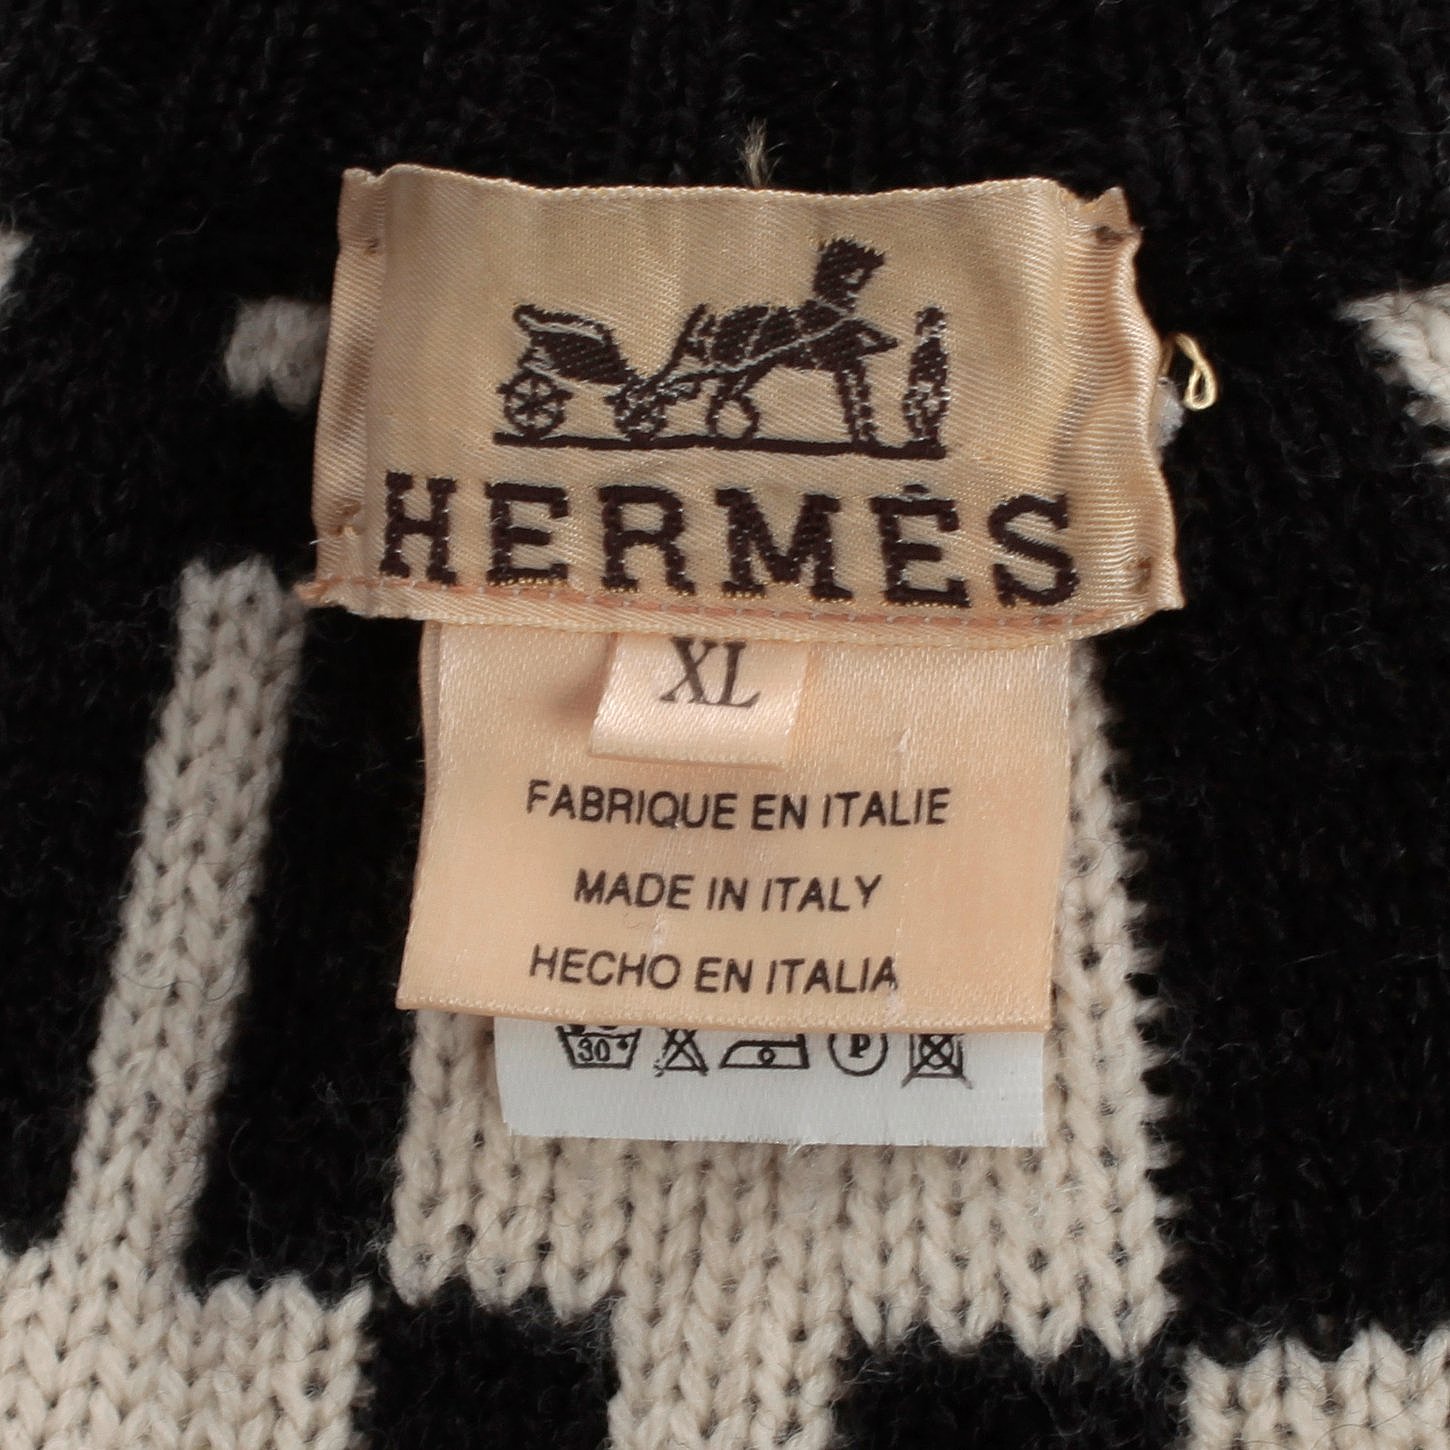 HERMÈS
XL
FABRIQUE EN ITALIE
MADE IN ITALY
HECHO EN ITALIA
30° P